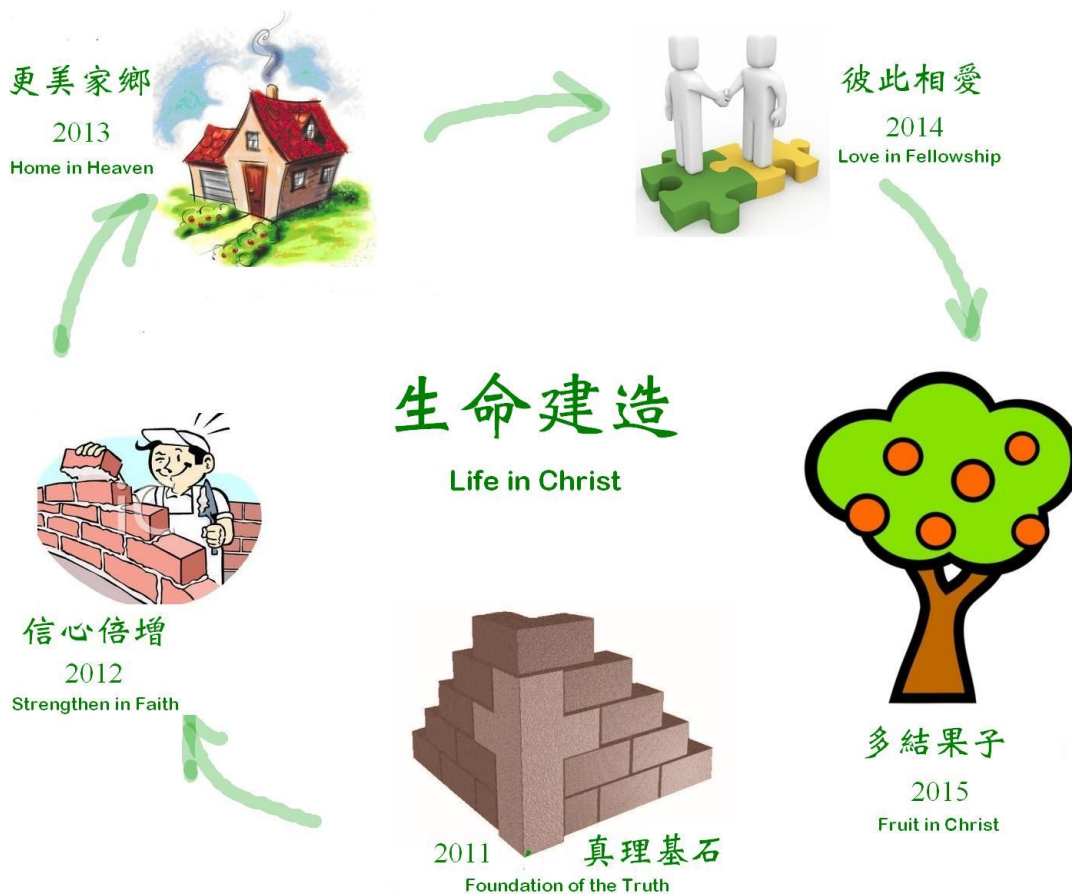 更美家鄉
2013
Home in Heaven
彼此相愛
2014
Love in Fellowship
生命建造
Life in Christ
信心倍增
2012
Strengthen in Faith
多結果子
2015
Fruit in Christ
2011 真理基石
Foundation of the Truth